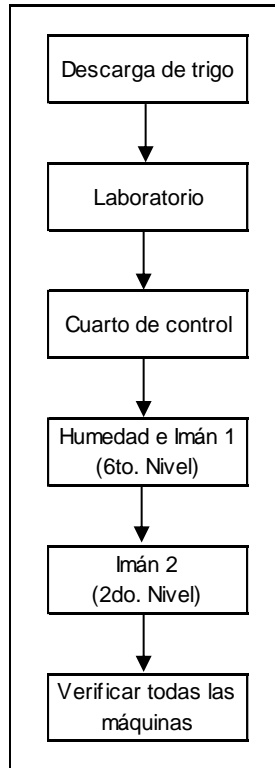 Descarga de trigo
Laboratorio
Cuarto de control
Humedad e Imán 1
(6to. Nivel)
Imán 2
(2do. Nivel)
Verificar todas las
máquinas